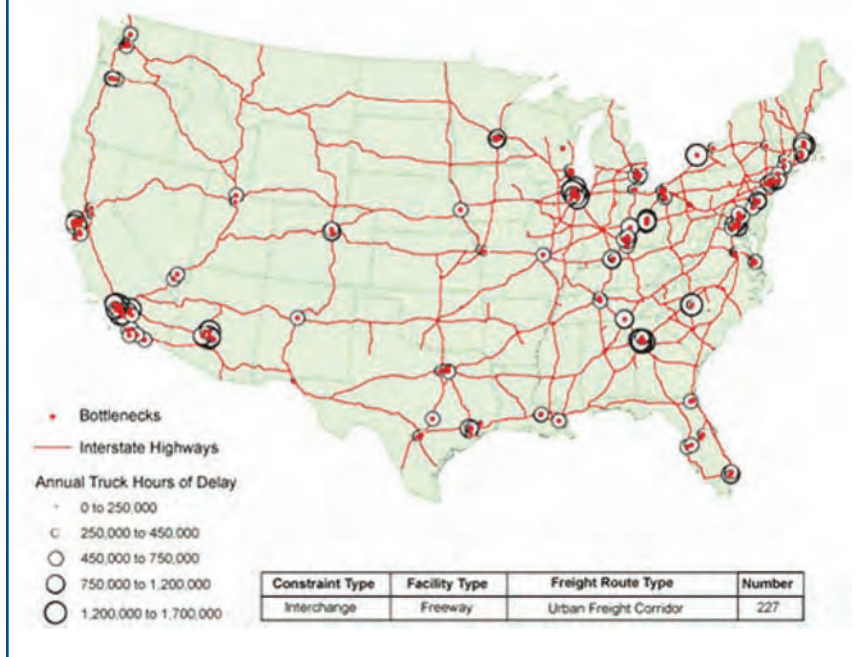 Bottlenecks
Interstate Highways
Annual Truck Hours of Delay
0 to 250,000
250,000 to 450.000
450,000 to 750,000
750,000 to 1,200,000
1,200,000 to 1,700,000
Constraint Type Facility Type Freight Route Type Number
Interchange Freeway Urban Freight Corridor 227